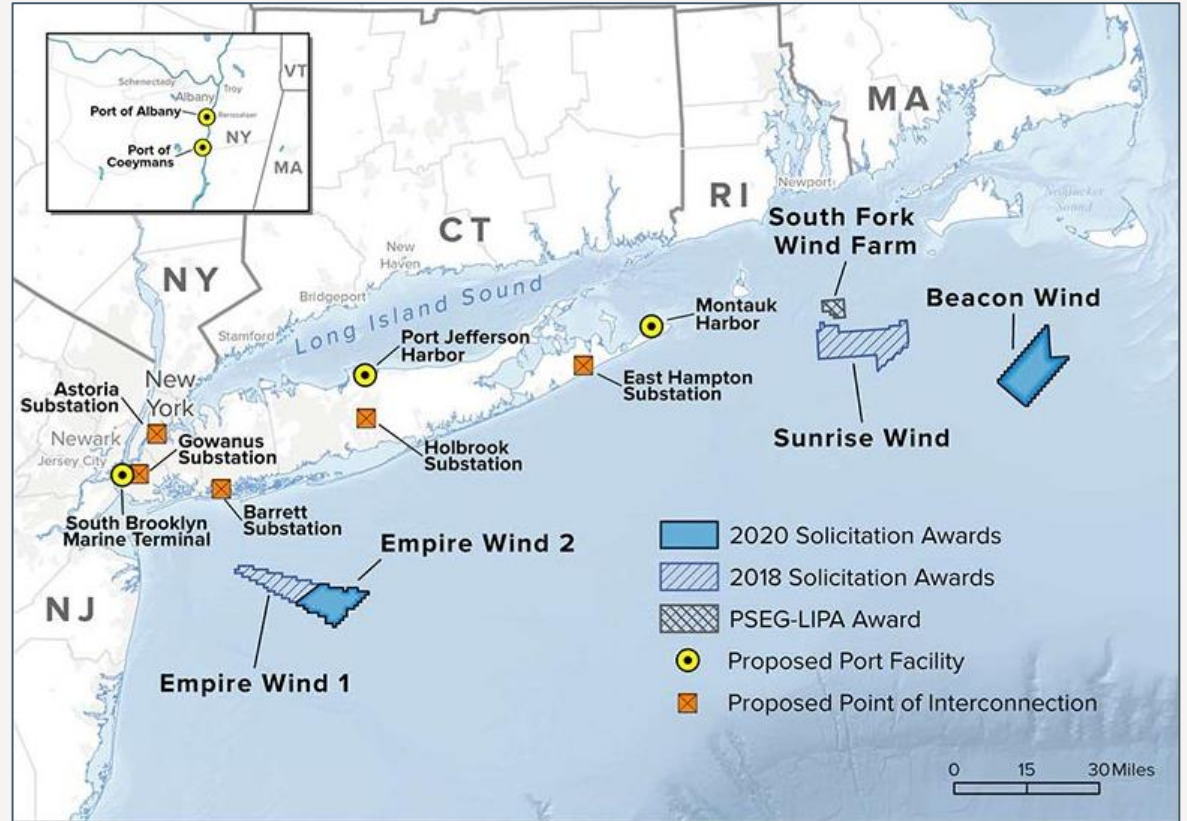 Schenectady
Troy
Albany
Port of Albany
Rensselaer
NY
Port of
Coeymans
VT
MA
MA
RI
Newport
Nantucket
Sound
CT
New
Haven
NY
Bridgeport
Long Island Sound
Stamford
South Fork
Wind Farm
Beacon Wind
Montauk
Harbor
Port Jefferson
Harbor
East Hampton
Substation
Sunrise Wind
New
York
Astoria
Substation
Newark
Jersey City
Gowanus
Substation
Holbrook
Substation
South Brooklyn
Marine Terminal
Barrett
Substation
Empire Wind 2
NJ
Empire Wind 1
2020 Solicitation Awards
2018 Solicitation Awards
PSEG-LIPA Award
Proposed Port Facility
Proposed Point of Interconnection
0 15 30 Miles